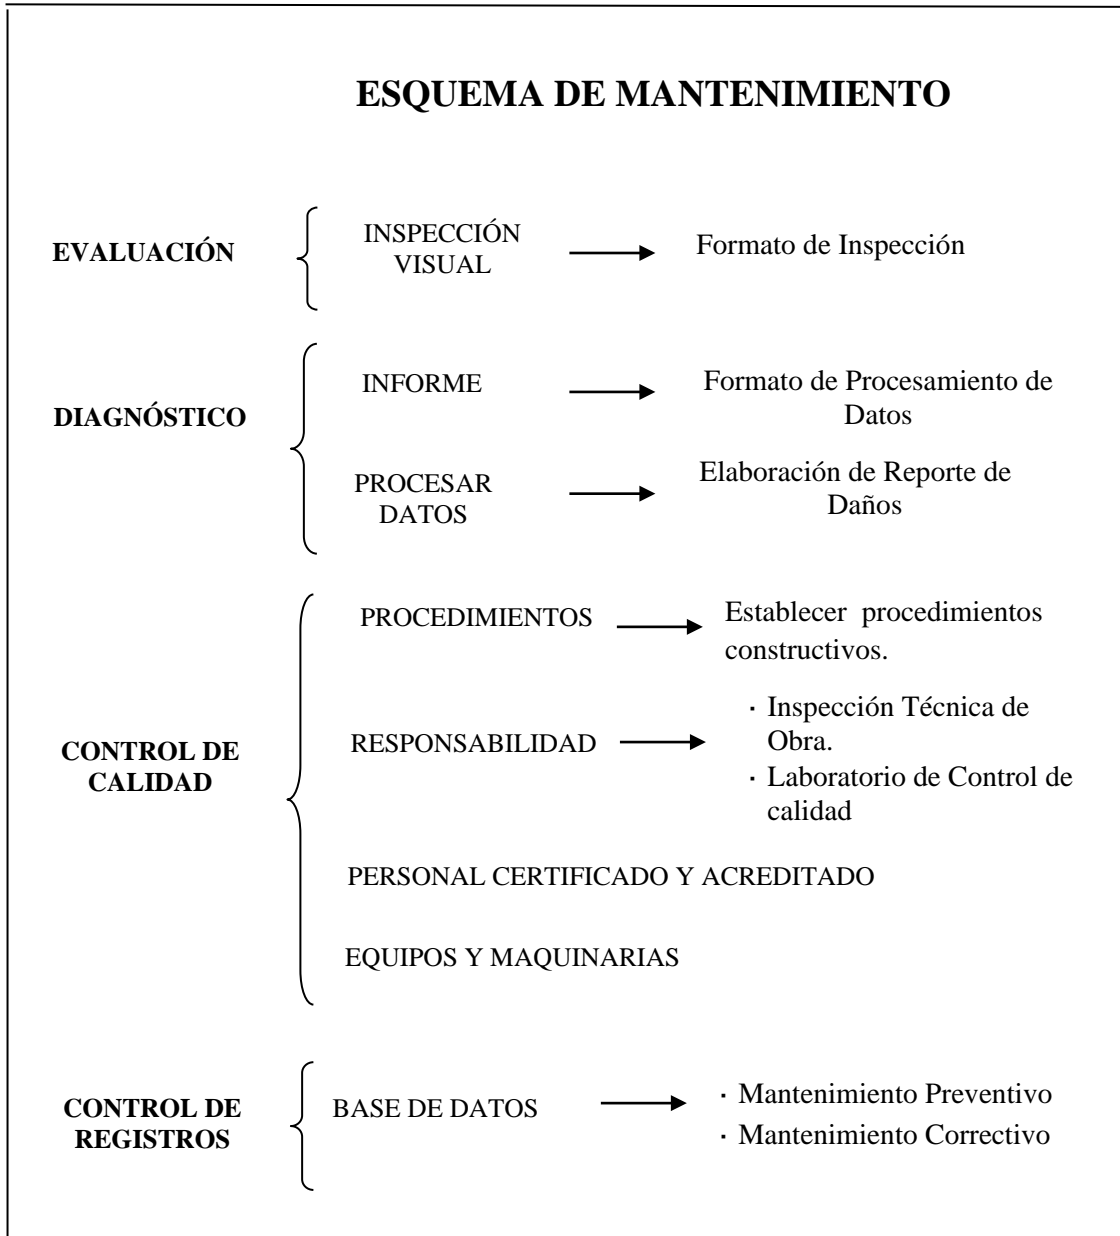 ESQUEMA DE MANTENIMIENTO
EVALUACIÓN
INSPECCIÓN
VISUAL
Formato de Inspección
DIAGNÓSTICO
INFORME
Formato de Procesamiento de
Datos
PROCESAR
DATOS
Elaboración de Reporte de
Daños
CONTROL DE
CALIDAD
PROCEDIMIENTOS
Establecer procedimientos
constructivos.
RESPONSABILIDAD
· Inspección Técnica de
Obra.
· Laboratorio de Control de
calidad
PERSONAL CERTIFICADO Y ACREDITADO
EQUIPOS Y MAQUINARIAS
CONTROL DE
REGISTROS
BASE DE DATOS
· Mantenimiento Preventivo
· Mantenimiento Correctivo